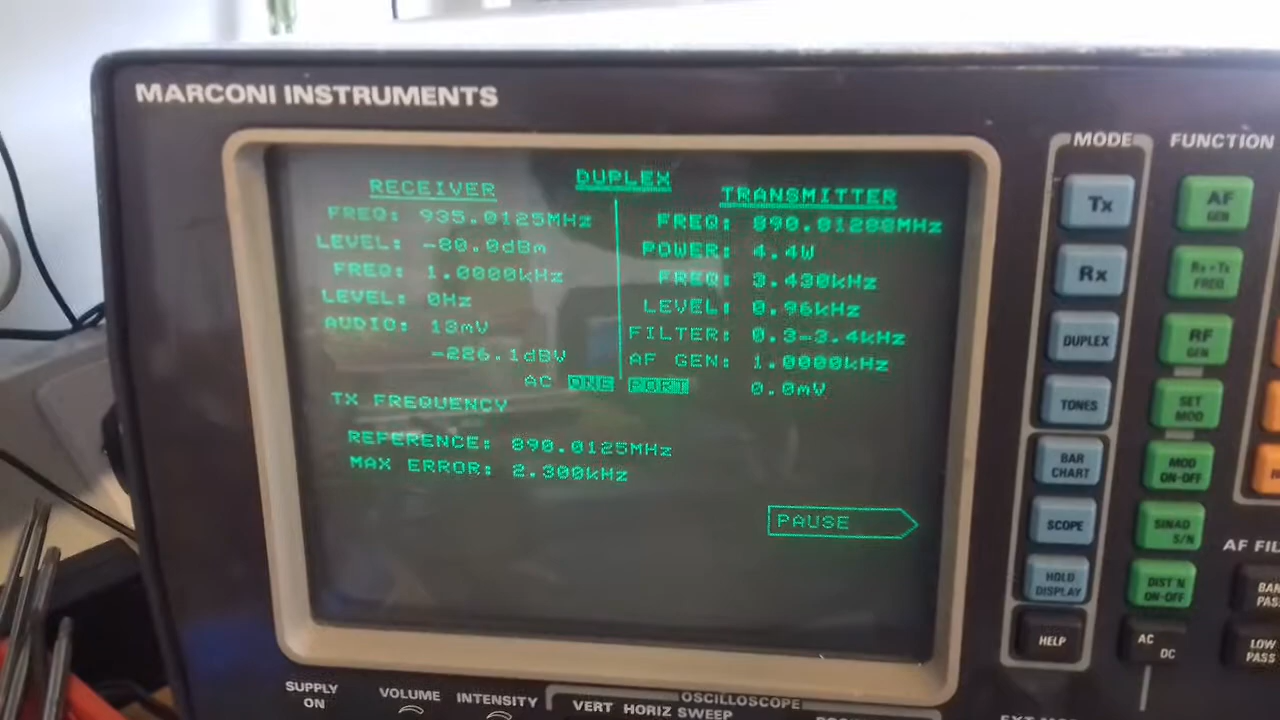 MARCONI INSTRUMENTS
DUPLEX
RECEIVER
FREQ: 935.0125MHz
LEVEL: -80.0dBm
FREQ: 1.0000kHz
LEVEL: 0Hz
AUDIO: 13mV
-226.1dBV
AC ONE PORT
TRANSMITTER
FREQ:
POWER: 4.4W
FREQ: 3.430kHz
LEVEL: 0.96kHz
FILTER: 0.3-3.4kHz
AF GEN: 1.0000kHz
0.0mV
TX FREQUENCY
REFERENCE: 890.0125MHz
MAX ERROR: 2.300kHz
PAUSE
MODE
Tx
Rx
DUPLEX
TONES
BAR
CHART
SCOPE
HOLD
DISPLAY
HELP
FUNCTION
AF
GEN
Rx=Tx
FREQ
RF
GEN
SET
MOD
MOD
ON-OFF
SINAD
S/N
DIST'N
ON-OFF
AC
DC
AF FIL
BAN
PAS
LOW
PASS
SUPPLY
ON
VOLUME
INTENSITY
OSCILLOSCOPE
VERT HORIZ SWEEP